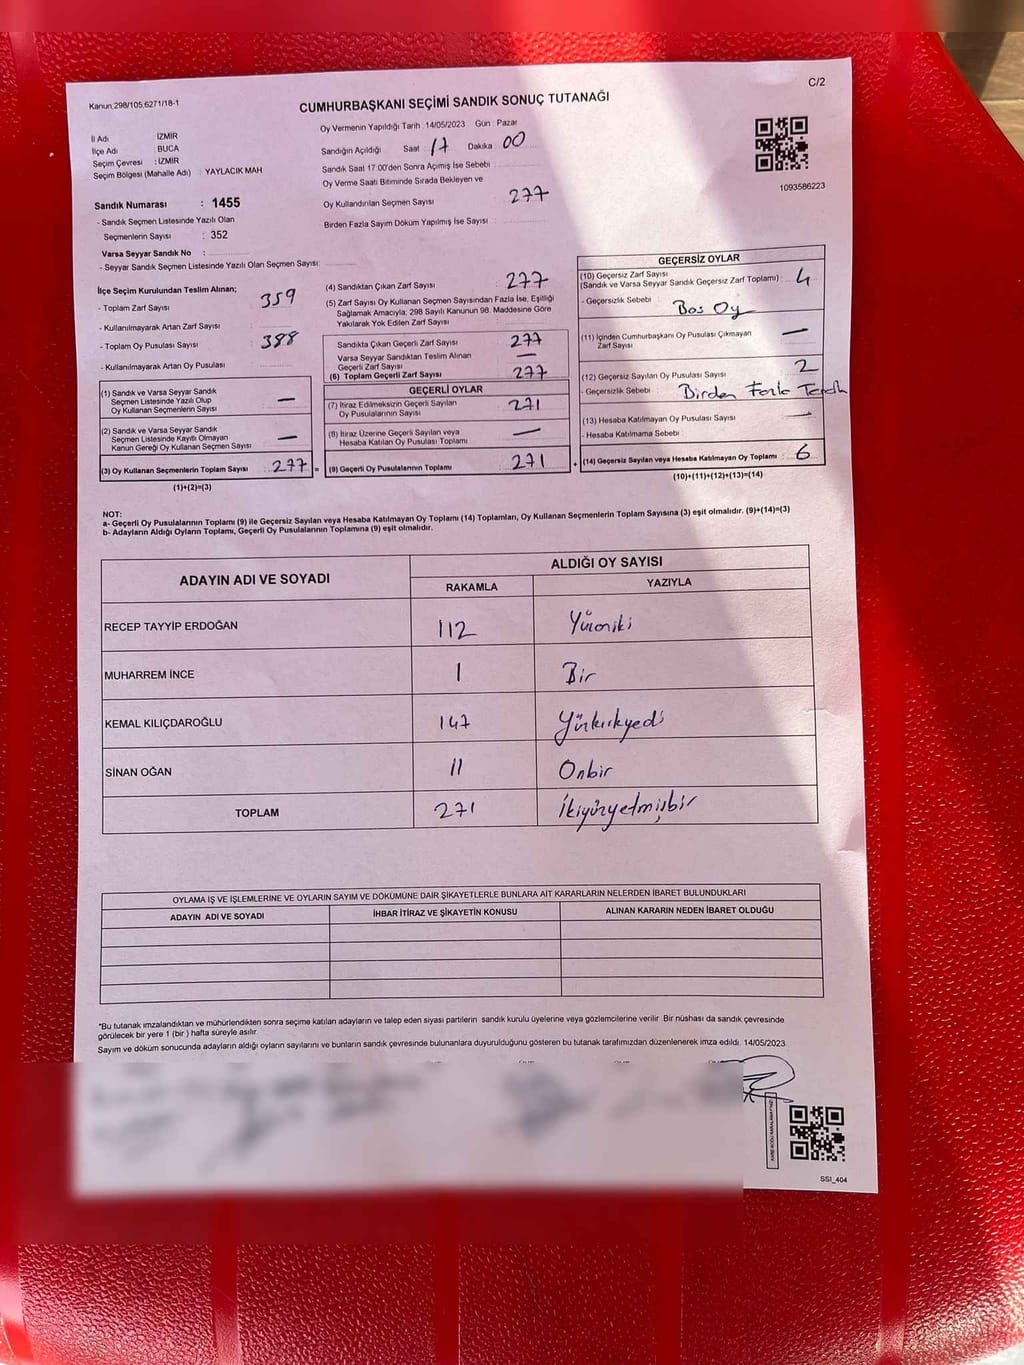 Kanun:298/105,6271/18-1
C/2
CUMHURBAŞKANI SEÇİMİ SANDIK SONUÇ TUTANAĞI
İl Adı İZMİR
İlçe Adı BUCA
Seçim Çevresi : İZMİR
Seçim Bölgesi (Mahalle Adı) : YAYLACIK MAH
Sandık Numarası : 1455
- Sandık Seçmen Listesinde Yazılı Olan
Seçmenlerin Sayısı : 352
Varsa Seyyar Sandık No :
- Seyyar Sandık Seçmen Listesinde Yazılı Olan Seçmen Sayısı:
Oy Vermenin Yapıldığı Tarih : 14/05/2023 Gün : Pazar
Sandığın Açıldığı Saat 17 Dakika 00
Sandık Saat 17.00'den Sonra Açımış İse Sebebi
Oy Verme Saati Bitiminde Sırada Bekleyen ve
Oy Kullandırılan Seçmen Sayısı 277
Birden Fazla Sayım Döküm Yapılmış İse Sayısı :
1093586223
İlçe Seçim Kurulundan Teslim Alınan;
- Toplam Zarf Sayısı 359
- Kullanılmayarak Artan Zarf Sayısı
- Toplam Oy Pusulası Sayısı 388
- Kullanılmayarak Artan Oy Pusulası
(1) Sandık ve Varsa Seyyar Sandık
Seçmen Listesinde Yazılı Olup
Oy Kullanan Seçmenlerin Sayısı —
(2) Sandık ve Varsa Seyyar Sandık
Seçmen Listesinde Kayıtlı Olmayan
Kanun Gereği Oy Kullanan Seçmen Sayısı —
(3) Oy Kullanan Seçmenlerin Toplam Sayısı : 277 =
(1)+(2)=(3)
(4) Sandıktan Çıkan Zarf Sayısı 277
(5) Zarf Sayısı Oy Kullanan Seçmen Sayısından Fazla İse, Eşitliği
Sağlamak Amacıyla; 298 Sayılı Kanunun 98. Maddesine Göre
Yakılarak Yok Edilen Zarf Sayısı :
Sandıkta Çıkan Geçerli Zarf Sayısı 277
Varsa Seyyar Sandıktan Teslim Alınan
Geçerli Zarf Sayısı —
(6) Toplam Geçerli Zarf Sayısı 277
GEÇERLİ OYLAR
(7) İtiraz Edilmeksizin Geçerli Sayılan
Oy Pusulalarının Sayısı 271
(8) İtiraz Üzerine Geçerli Sayılan veya
Hesaba Katılan Oy Pusulası Toplamı —
(9) Geçerli Oy Pusulalarının Toplamı 271 +
GEÇERSİZ OYLAR
(10) Geçersiz Zarf Sayısı
(Sandık ve Varsa Seyyar Sandık Geçersiz Zarf Toplamı) : 4
- Geçersizlik Sebebi : Boş Oy
(11) İçinden Cumhurbaşkanı Oy Pusulası Çıkmayan
Zarf Sayısı —
(12) Geçersiz Sayılan Oy Pusulası Sayısı 2
- Geçersizlik Sebebi : Birden Fazla Tercih
(13) Hesaba Katılmayan Oy Pusulası Sayısı —
- Hesaba Katılmama Sebebi
(14) Geçersiz Sayılan veya Hesaba Katılmayan Oy Toplamı : 6
(10)+(11)+(12)+(13)=(14)
NOT:
a- Geçerli Oy Pusulalarının Toplamı (9) ile Geçersiz Sayılan veya Hesaba Katılmayan Oy Toplamı (14) Toplamları, Oy Kullanan Seçmenlerin Toplam Sayısına (3) eşit olmalıdır. (9)+(14)=(3)
b- Adayların Aldığı Oyların Toplamı, Geçerli Oy Pusulalarının Toplamına (9) eşit olmalıdır.
ADAYIN ADI VE SOYADI ALDIĞI OY SAYISI
RAKAMLA YAZIYLA
RECEP TAYYİP ERDOĞAN 112 Yüzoniki
MUHARREM İNCE 1 Bir
KEMAL KILIÇDAROĞLU 147 Yüzkırkyedi
SİNAN OĞAN 11 Onbir
TOPLAM 271 İkiyüzyetmişbir
OYLAMA İŞ VE İŞLEMLERİNE VE OYLARIN SAYIM VE DÖKÜMÜNE DAİR ŞİKAYETLERLE BUNLARA AİT KARARLARIN NELERDEN İBARET BULUNDUKLARI
ADAYIN ADI VE SOYADI İHBAR İTİRAZ VE ŞİKAYETİN KONUSU ALINAN KARARIN NEDEN İBARET OLDUĞU
*Bu tutanak imzalandıktan ve mühürlendikten sonra seçime katılan adayların ve talep eden siyasi partilerin sandık kurulu üyelerine veya gözlemcilerine verilir. Bir nüshası da sandık çevresinde
görülecek bir yere 1 (bir ) hafta süreyle asılır.
Sayım ve döküm sonucunda adayların aldığı oyların sayılarını ve bunların sandık çevresinde bulunanlara duyurulduğunu gösteren bu tutanak tarafımızdan düzenlenerek imza edildi. 14/05/2023
SSI_404